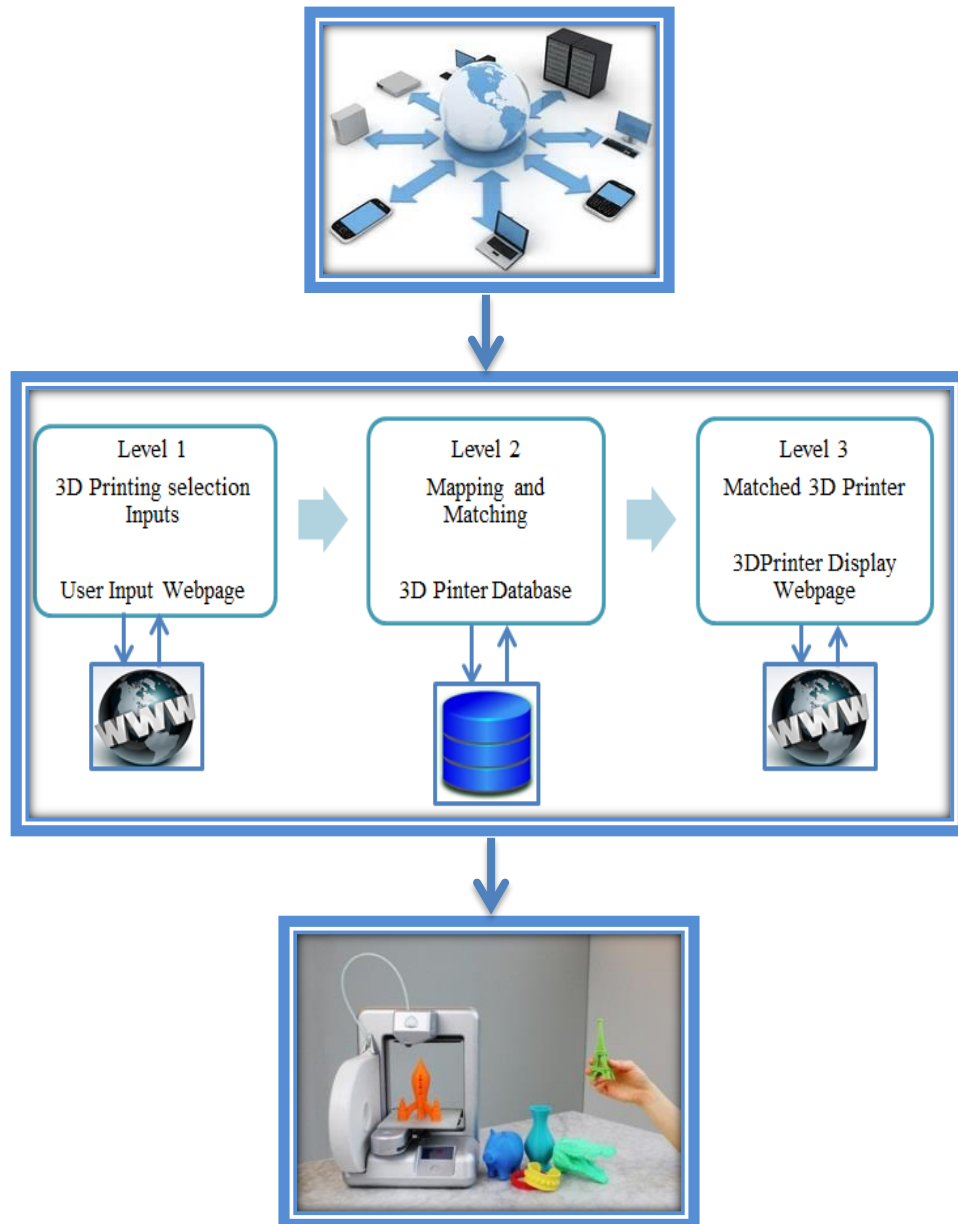 Level 1
3D Printing selection
Inputs
User Input Webpage
Level 2
Mapping and
Matching
3D Pinter Database
Level 3
Matched 3D Printer
3DPrinter Display
Webpage
WWW
WWW